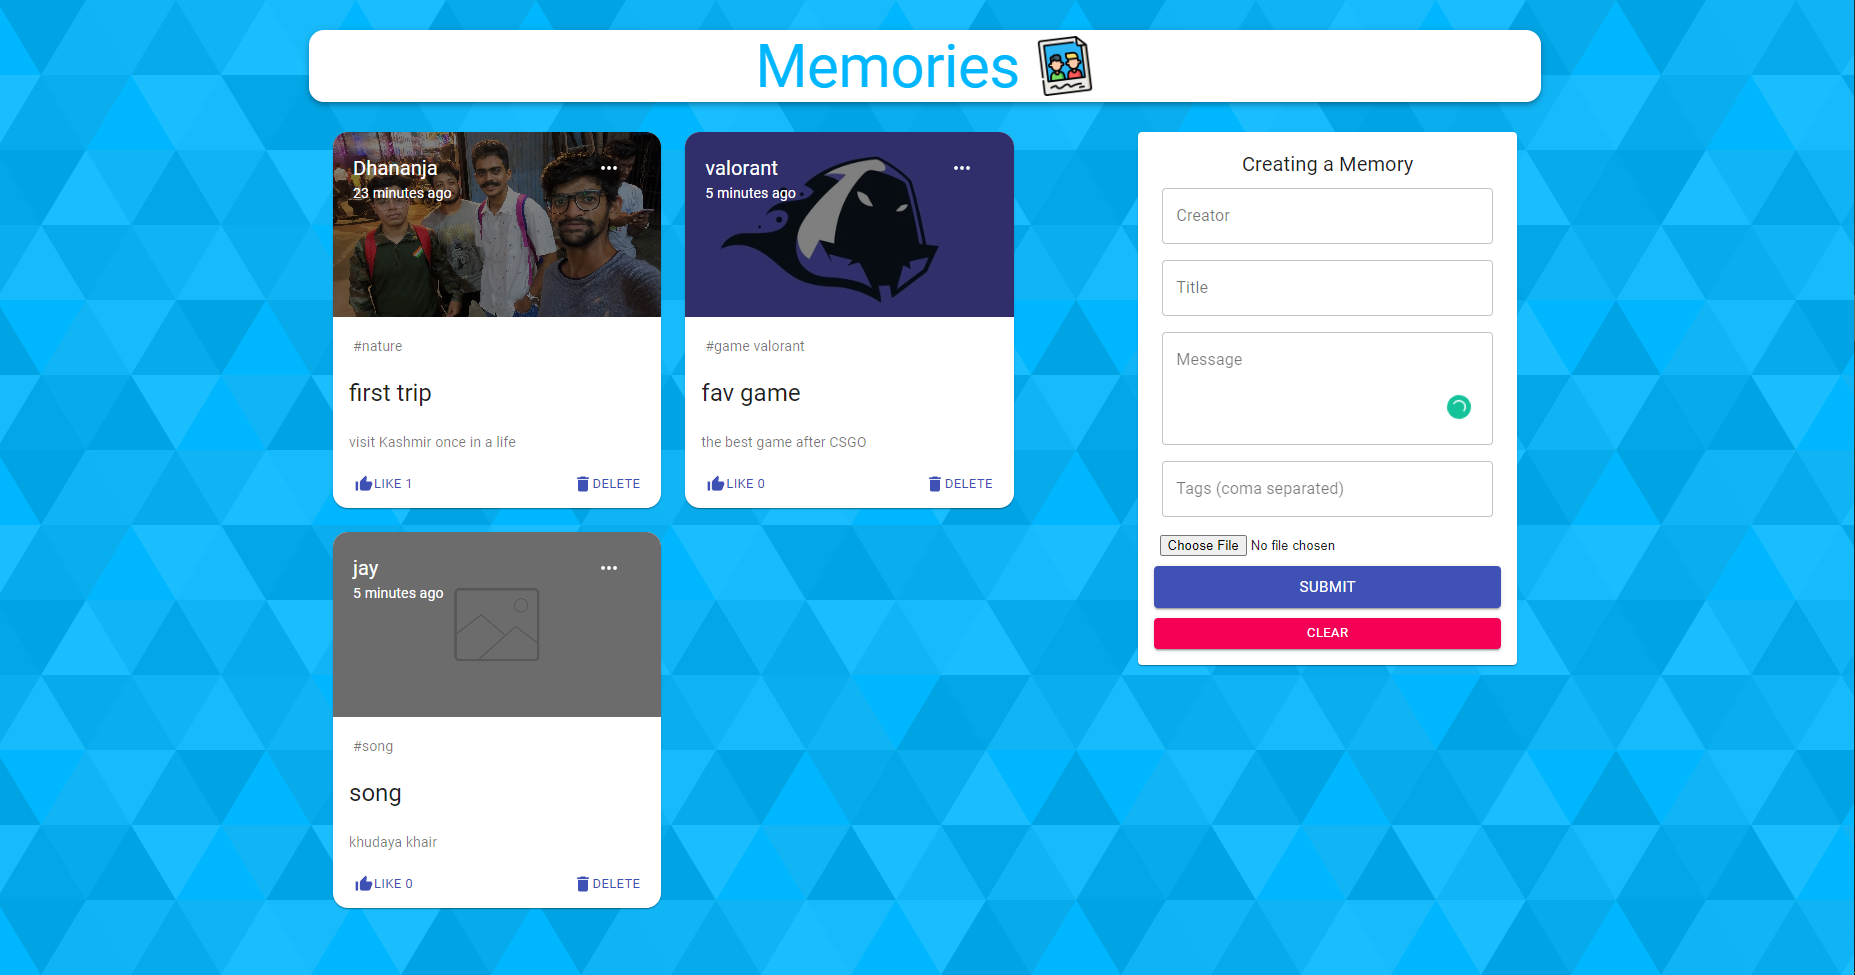 Memories
Dhananja
23 minutes ago
#nature
first trip
visit Kashmir once in a life
LIKE 1
DELETE
valorant
5 minutes ago
#game valorant
fav game
the best game after CSGO
LIKE 0
DELETE
jay
5 minutes ago
#song
song
khudaya khair
LIKE 0
DELETE
Creating a Memory
Creator
Title
Message
Tags (coma separated)
Choose File No file chosen
SUBMIT
CLEAR